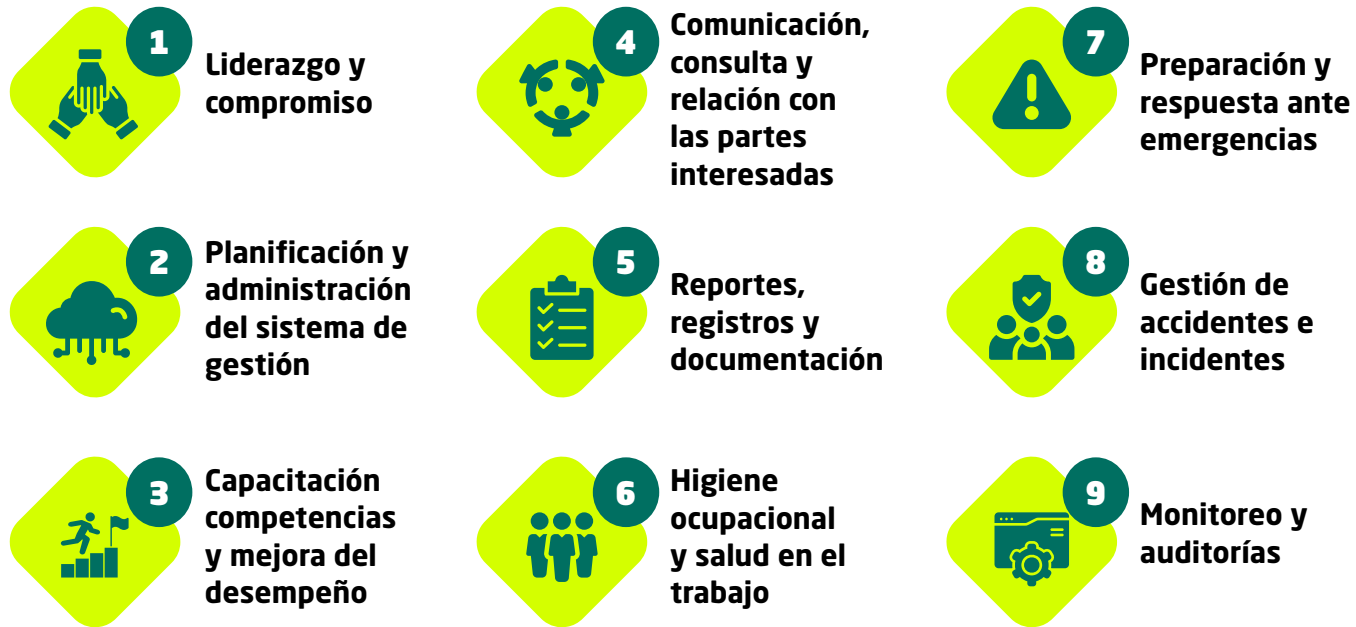 1
Liderazgo y
compromiso
2
Planificación y
administración
del sistema de
gestión
3
Capacitación
competencias
y mejora del
desempeño
4
Comunicación,
consulta y
relación con
las partes
interesadas
5
Reportes,
registros y
documentación
6
Higiene
ocupacional
y salud en el
trabajo
7
Preparación y
respuesta ante
emergencias
8
Gestión de
accidentes e
incidentes
9
Monitoreo y
auditorías